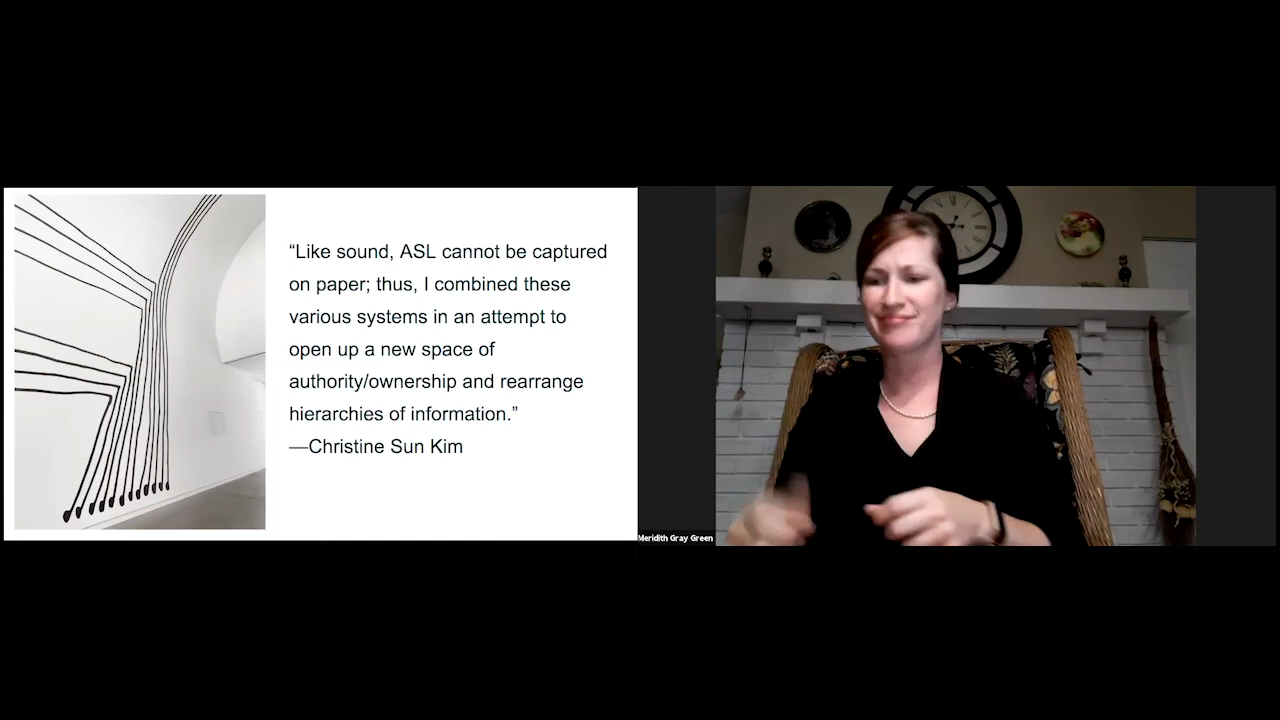 “Like sound, ASL cannot be captured
on paper; thus, I combined these
various systems in an attempt to
open up a new space of
authority/ownership and rearrange
hierarchies of information.”
—Christine Sun Kim
Meridith Gray Green